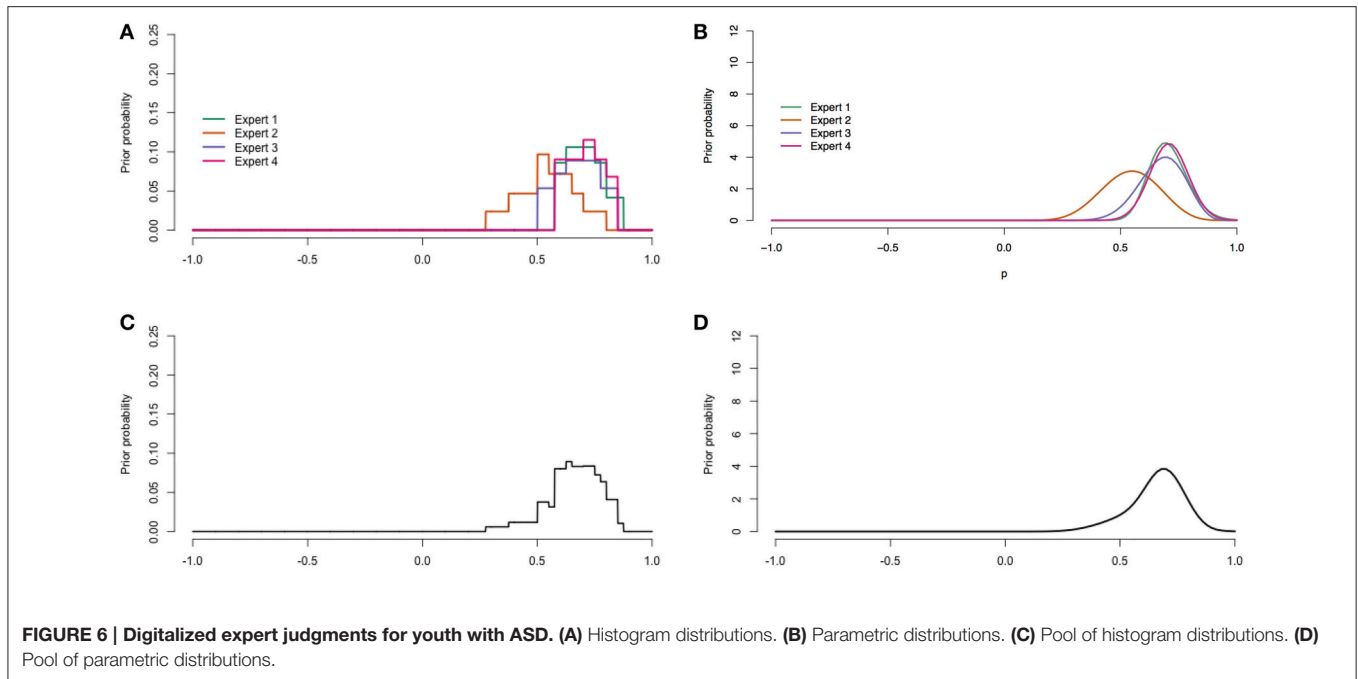 A
Prior probability
0.25
0.20
0.15
0.10
0.05
0.00
Expert 1
Expert 2
Expert 3
Expert 4
-1.0 -0.5 0.0 0.5 1.0
B
Prior probability
12
10
8
6
4
2
0
Expert 1
Expert 2
Expert 3
Expert 4
−1.0 −0.5 0.0 0.5 1.0
p
C
Prior probability
0.25
0.20
0.15
0.10
0.05
0.00
-1.0 -0.5 0.0 0.5 1.0
D
Prior probability
12
10
8
6
4
2
0
-1.0 -0.5 0.0 0.5 1.0
FIGURE 6 | Digitalized expert judgments for youth with ASD. (A) Histogram distributions. (B) Parametric distributions. (C) Pool of histogram distributions. (D)
Pool of parametric distributions.